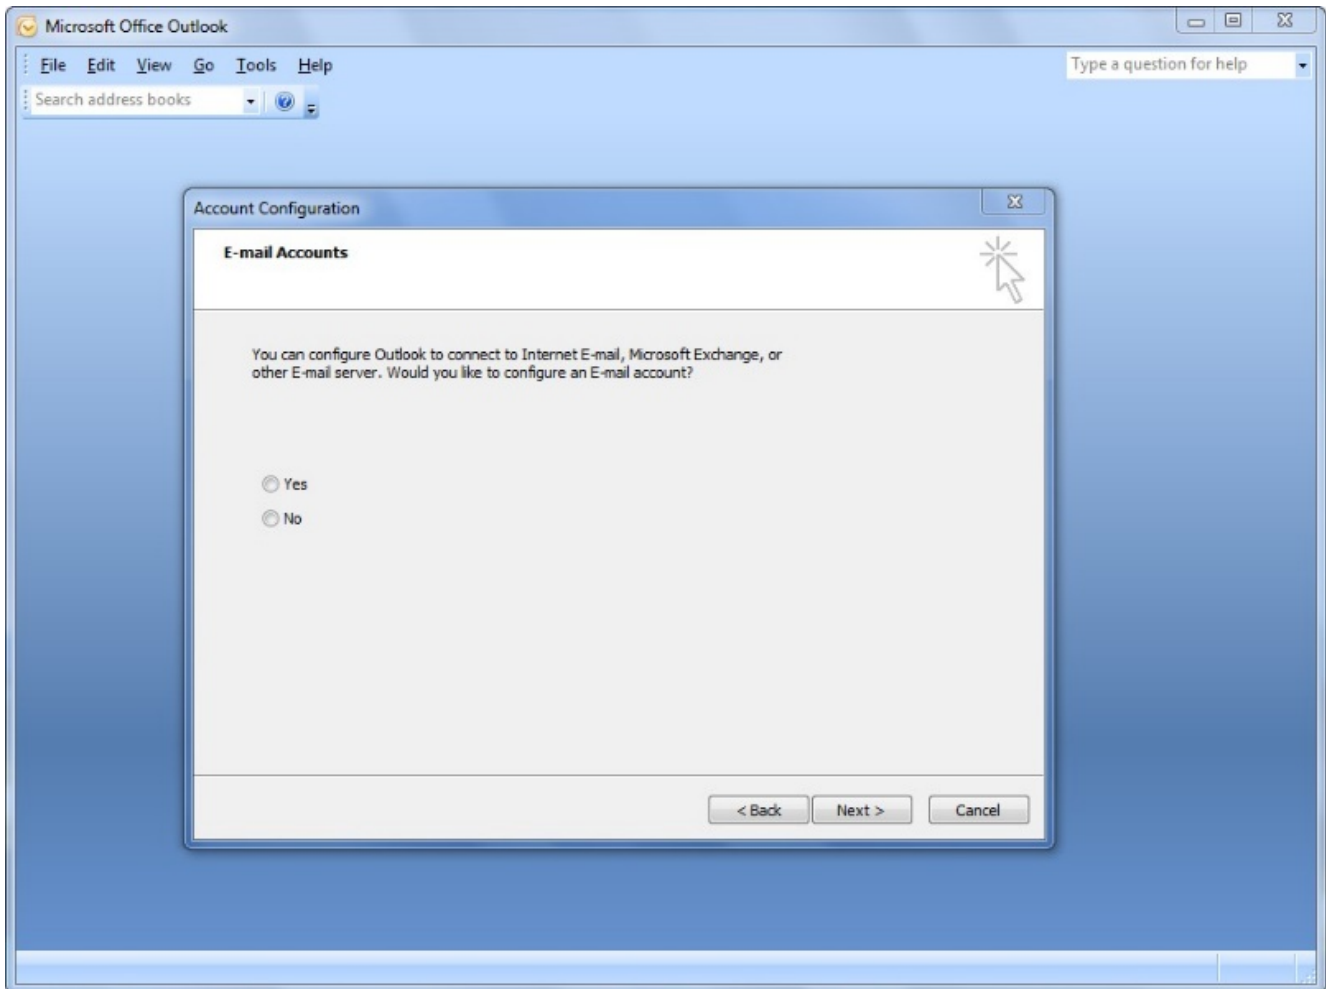 Microsoft Office Outlook
File Edit View Go Tools Help
Type a question for help
Search address books
Account Configuration
E-mail Accounts
You can configure Outlook to connect to Internet E-mail, Microsoft Exchange, or
other E-mail server. Would you like to configure an E-mail account?
Yes
No
< Back Next > Cancel